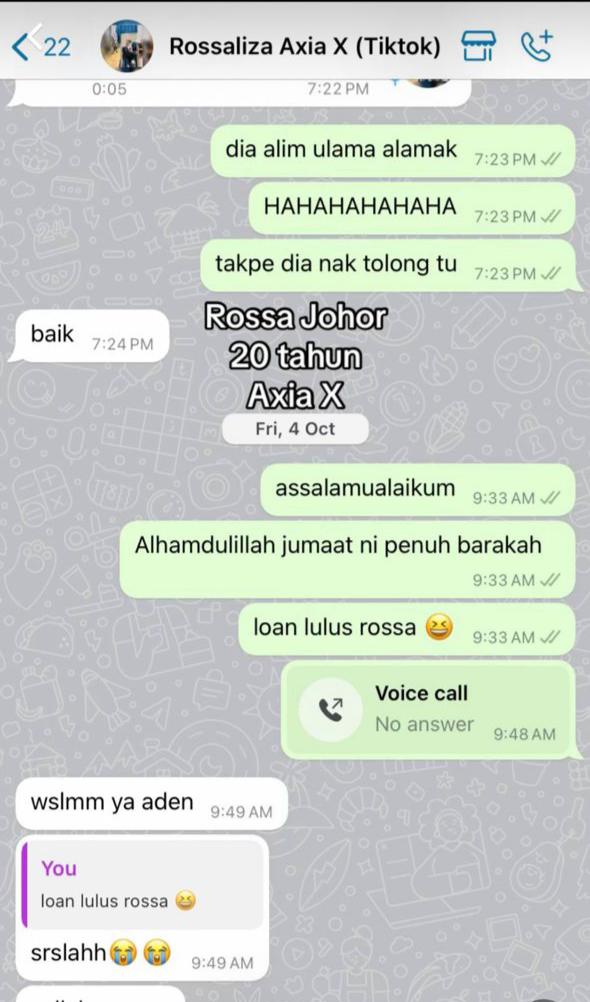 22
Rossaliza Axia X (Tiktok)
0:05
7:22 PM
dia alim ulama alamak 7:23 PM
HAHAHAHAHAHA 7:23 PM
takpe dia nak tolong tu 7:23 PM
baik 7:24 PM
Rossa Johor
20 tahun
Axia X
Fri, 4 Oct
assalamualaikum 9:33 AM
Alhamdulillah jumaat ni penuh barakah
9:33 AM
loan lulus rossa 😆 9:33 AM
Voice call
No answer 9:48 AM
wslmm ya aden 9:49 AM
You
loan lulus rossa 😆
srslahh😭😭 9:49 AM